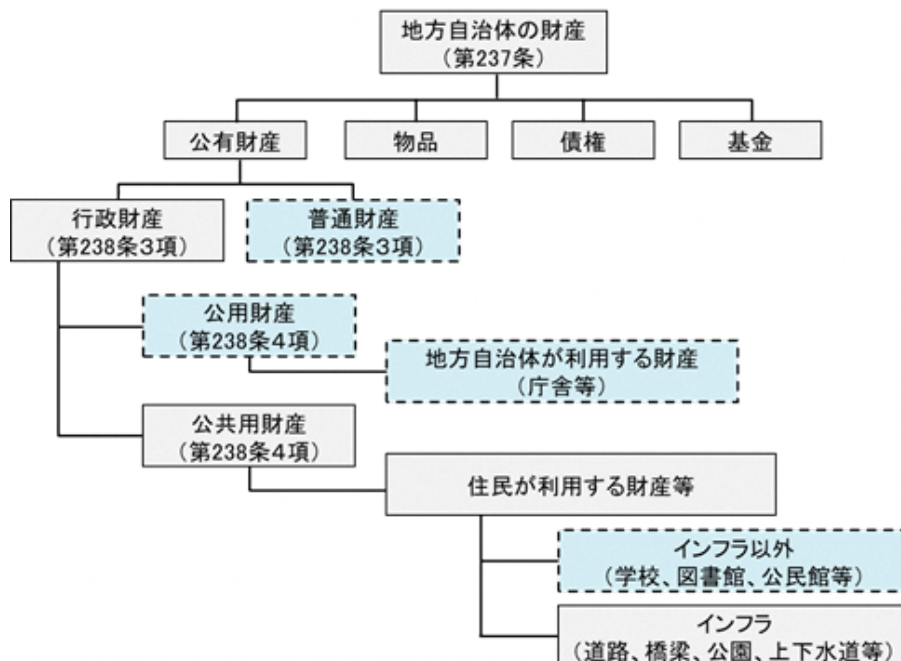 地方自治体の財産
（第237条）
公有財産
物品
債権
基金
行政財産
（第238条３項）
普通財産
（第238条３項）
公用財産
（第238条４項）
地方自治体が利用する財産
（庁舎等）
公共用財産
（第238条４項）
住民が利用する財産等
インフラ以外
（学校、図書館、公民館等）
インフラ
（道路、橋梁、公園、上下水道等）